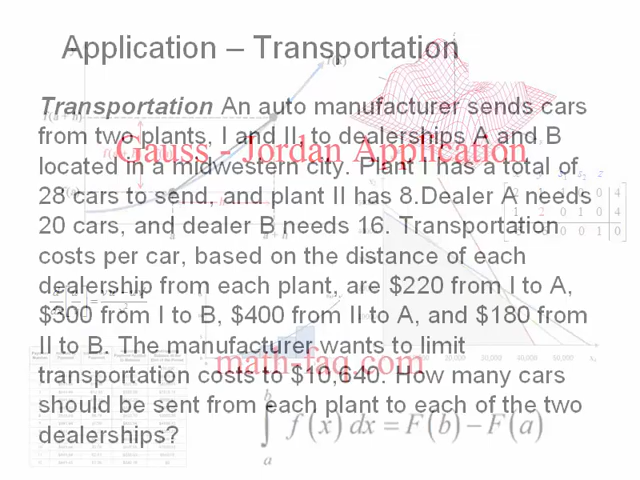 Application – Transportation
Transportation An auto manufacturer sends cars
from two plants, I and II, to dealerships A and B
Gauss - Jordan Application
located in a midwestern city. Plant I has a total of
28 cars to send, and plant II has 8.Dealer A needs
20 cars, and dealer B needs 16. Transportation
costs per car, based on the distance of each
dealership from each plant, are $220 from I to A,
$300 from I to B, $400 from II to A, and $180 from
II to B. The manufacturer wants to limit
math-faq.com
transportation costs to $10,640. How many cars
should be sent from each plant to each of the two
dealerships?
∫ₐᵇ f(x) dx = F(b) – F(a)